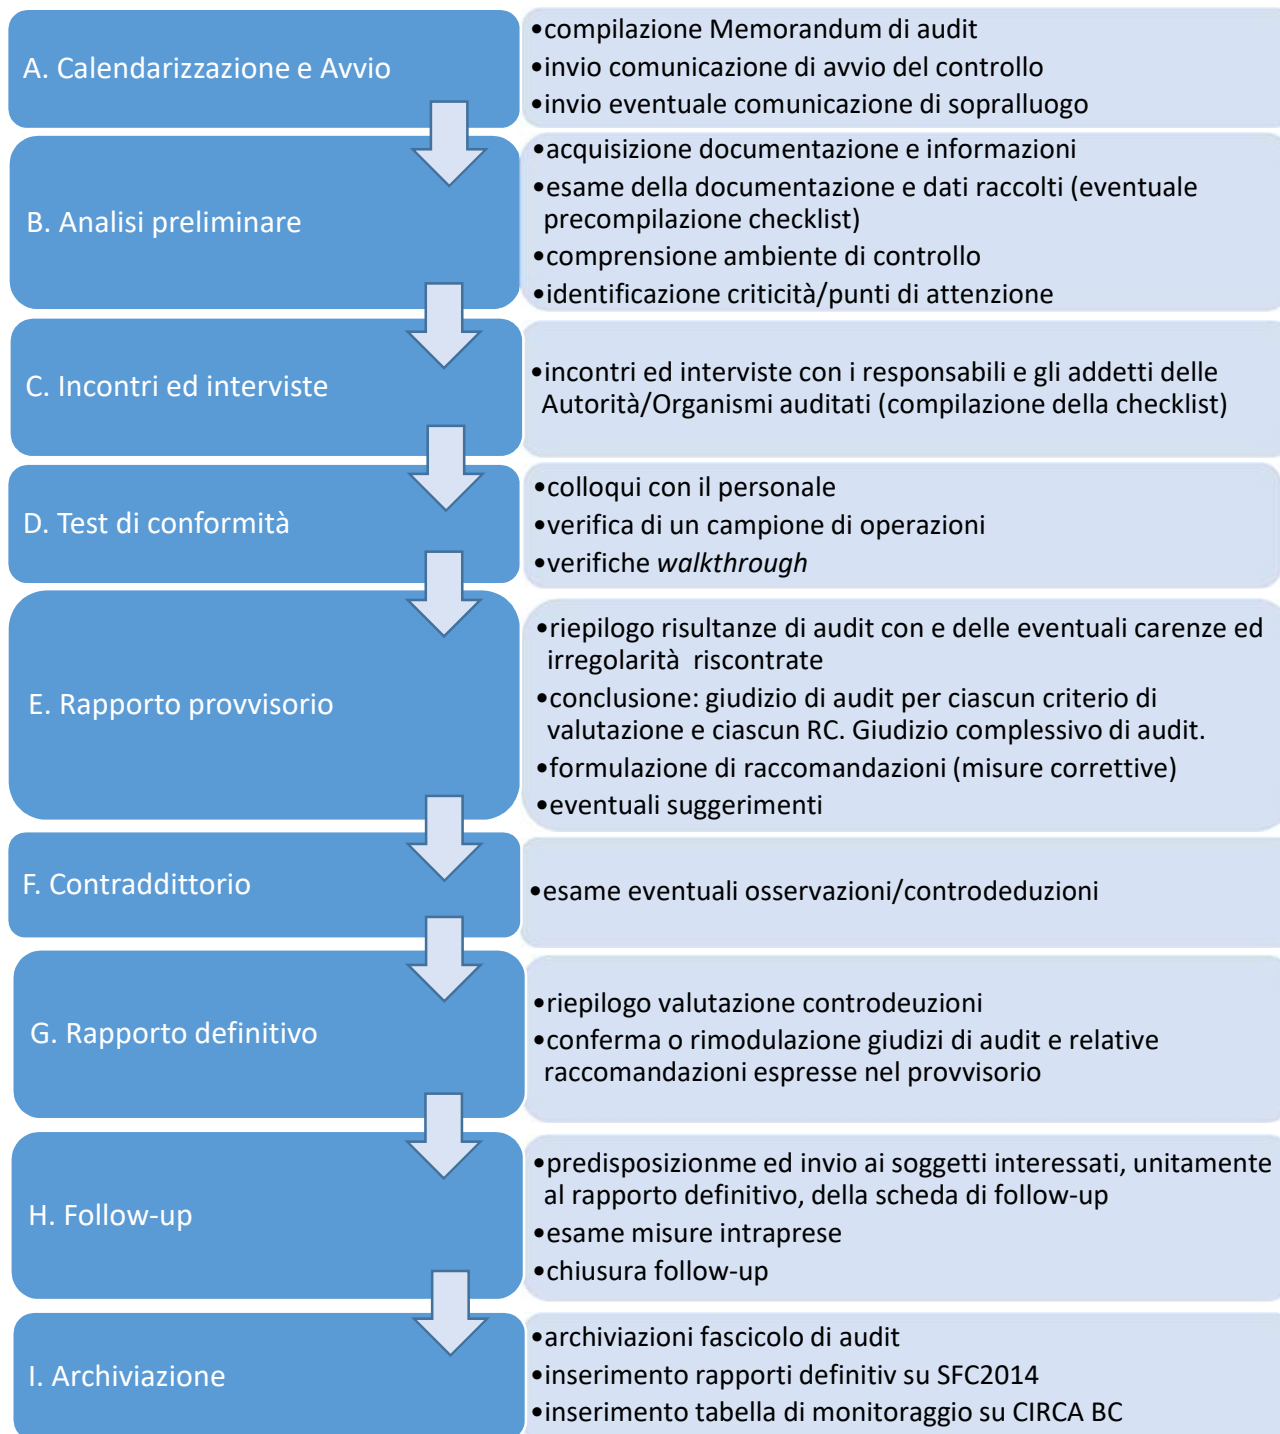 A. Calendarizzazione e Avvio
•compilazione Memorandum di audit
•invio comunicazione di avvio del controllo
•invio eventuale comunicazione di sopralluogo
B. Analisi preliminare
•acquisizione documentazione e informazioni
•esame della documentazione e dati raccolti (eventuale
precompilazione checklist)
•comprensione ambiente di controllo
•identificazione criticità/punti di attenzione
C. Incontri ed interviste
•incontri ed interviste con i responsabili e gli addetti delle
Autorità/Organismi auditati (compilazione della checklist)
D. Test di conformità
•colloqui con il personale
•verifica di un campione di operazioni
•verifiche walkthrough
E. Rapporto provvisorio
•riepilogo risultanze di audit con e delle eventuali carenze ed
irregolarità riscontrate
•conclusione: giudizio di audit per ciascun criterio di
valutazione e ciascun RC. Giudizio complessivo di audit.
•formulazione di raccomandazioni (misure correttive)
•eventuali suggerimenti
F. Contraddittorio
•esame eventuali osservazioni/controdeduzioni
G. Rapporto definitivo
•riepilogo valutazione controdeuzioni
•conferma o rimodulazione giudizi di audit e relative
raccomandazioni espresse nel provvisorio
H. Follow-up
•predisposizionme ed invio ai soggetti interessati, unitamente
al rapporto definitivo, della scheda di follow-up
•esame misure intraprese
•chiusura follow-up
I. Archiviazione
•archiviazioni fascicolo di audit
•inserimento rapporti definitiv su SFC2014
•inserimento tabella di monitoraggio su CIRCA BC